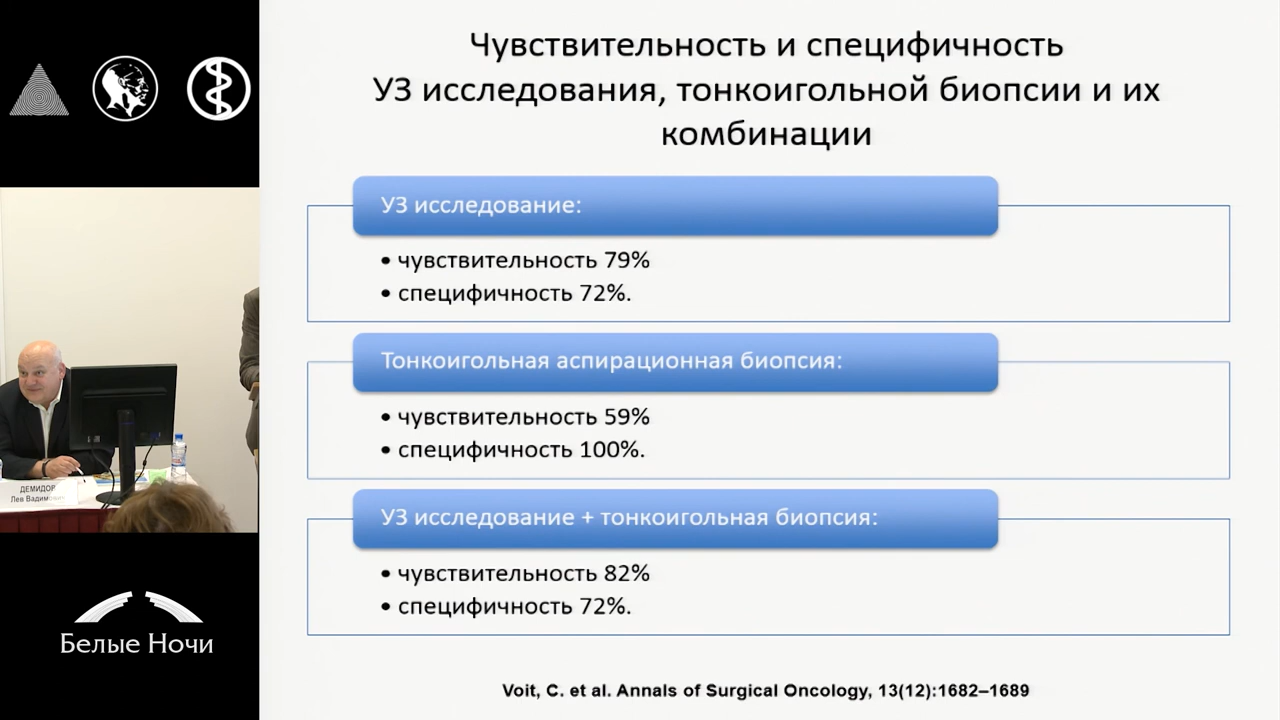 Чувствительность и специфичность
УЗ исследования, тонкоигольной биопсии и их
комбинации
УЗ исследование:
• чувствительность 79%
• специфичность 72%.
Тонкоигольная аспирационная биопсия:
• чувствительность 59%
• специфичность 100%.
УЗ исследование + тонкоигольная биопсия:
• чувствительность 82%
• специфичность 72%.
Voit, C. et al. Annals of Surgical Oncology, 13(12):1682–1689
ДЕМИДОВ
Лев Вадимович
Белые Ночи